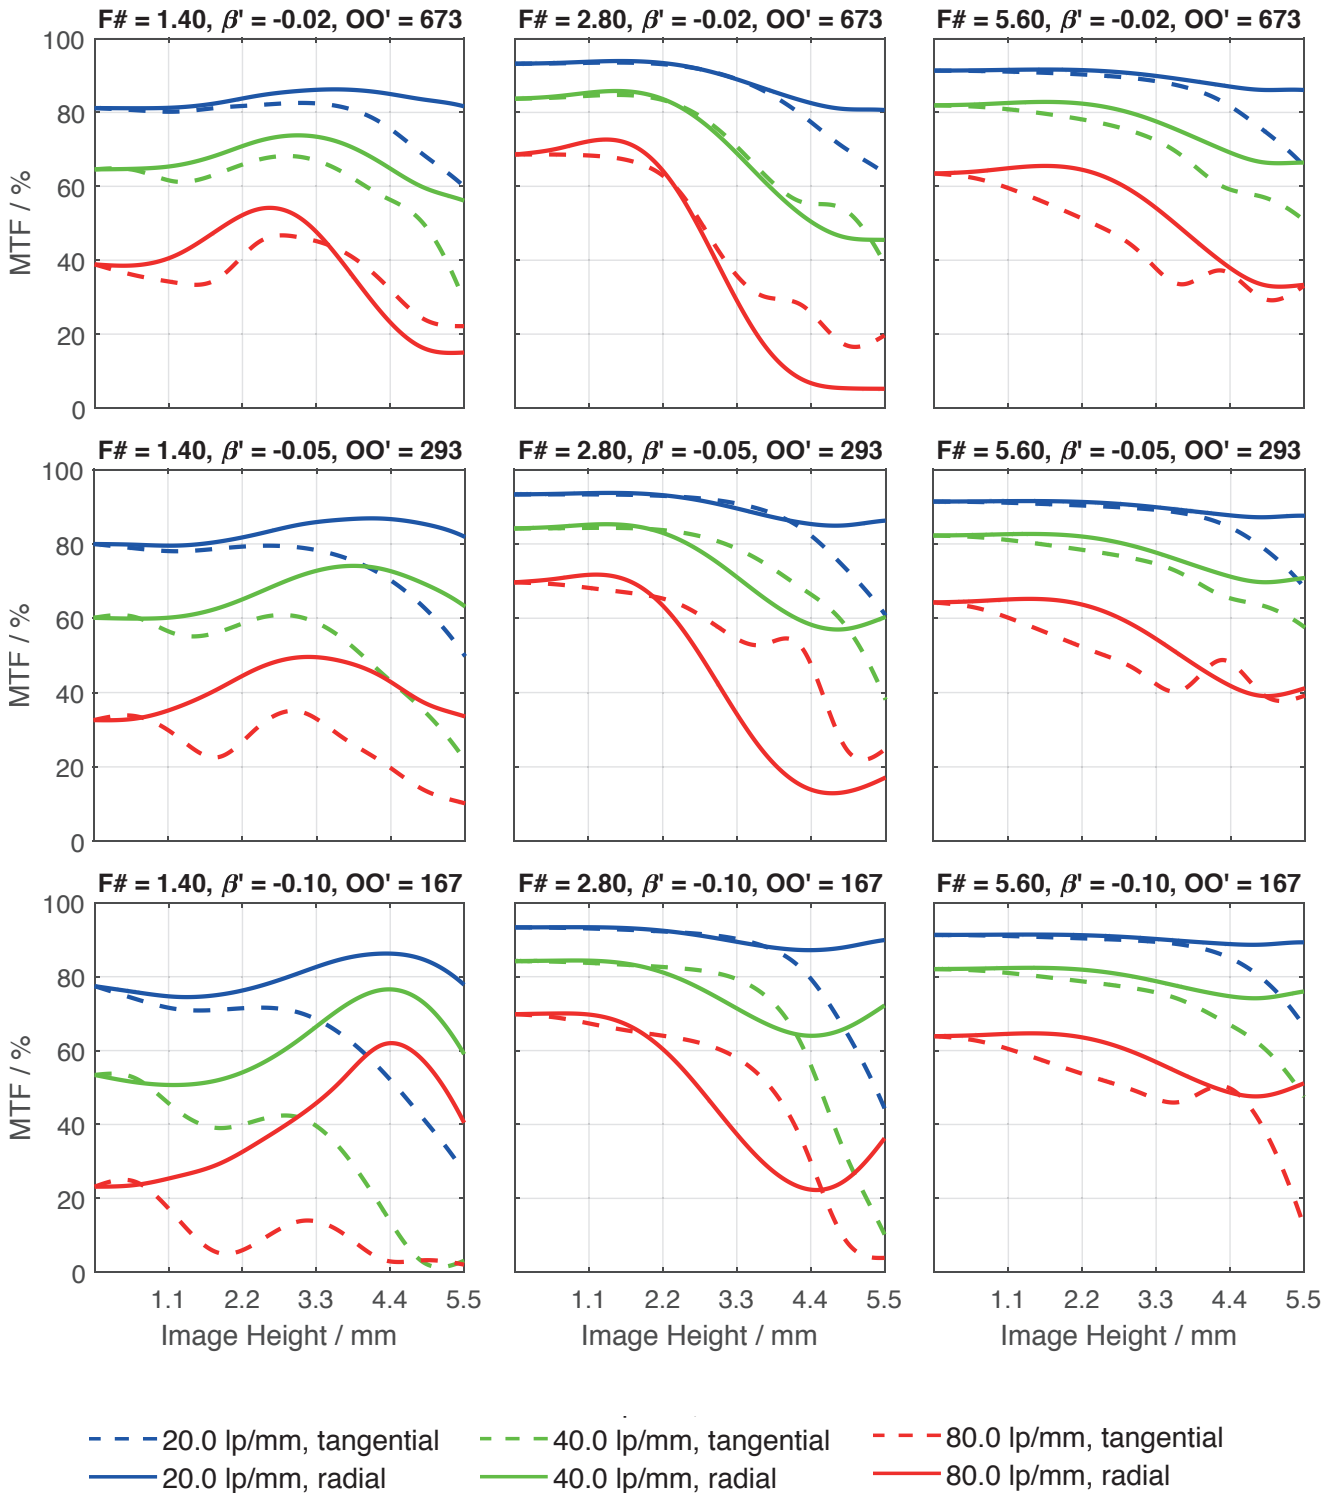 F# = 1.40, β' = -0.02, OO' = 673
F# = 2.80, β' = -0.02, OO' = 673
F# = 5.60, β' = -0.02, OO' = 673
100
80
60
40
20
0
MTF / %
F# = 1.40, β' = -0.05, OO' = 293
F# = 2.80, β' = -0.05, OO' = 293
F# = 5.60, β' = -0.05, OO' = 293
100
80
60
40
20
0
MTF / %
F# = 1.40, β' = -0.10, OO' = 167
F# = 2.80, β' = -0.10, OO' = 167
F# = 5.60, β' = -0.10, OO' = 167
100
80
60
40
20
0
MTF / %
1.1 2.2 3.3 4.4 5.5
1.1 2.2 3.3 4.4 5.5
1.1 2.2 3.3 4.4 5.5
Image Height / mm
Image Height / mm
Image Height / mm
20.0 lp/mm, tangential
40.0 lp/mm, tangential
80.0 lp/mm, tangential
20.0 lp/mm, radial
40.0 lp/mm, radial
80.0 lp/mm, radial